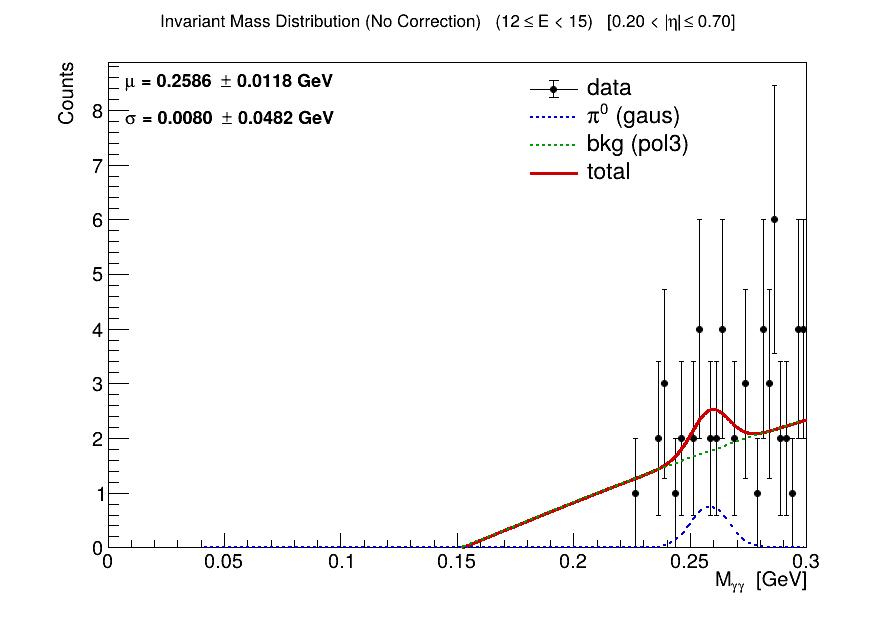 Invariant Mass Distribution (No Correction) (12 ≤ E < 15) [0.20 < |η| ≤ 0.70]
Counts
μ = 0.2586 ± 0.0118 GeV
σ = 0.0080 ± 0.0482 GeV
data
π⁰ (gaus)
bkg (pol3)
total
8
7
6
5
4
3
2
1
0
0 0.05 0.1 0.15 0.2 0.25 0.3
M_γγ [GeV]